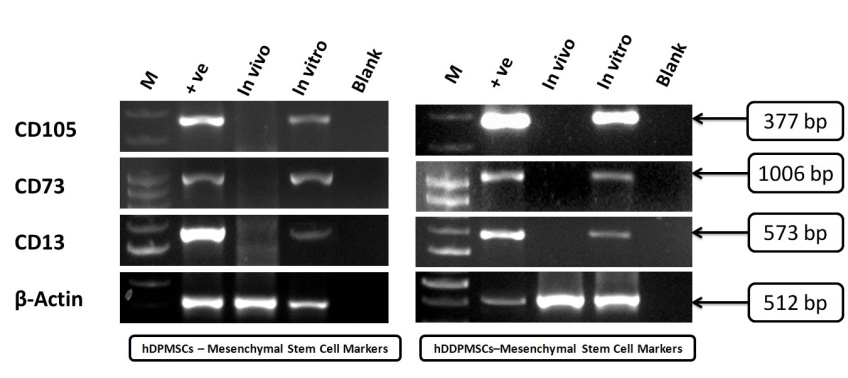 M + ve In vivo In vitro Blank
M + ve In vivo In vitro Blank
CD105
377 bp
CD73
1006 bp
CD13
573 bp
β-Actin
512 bp
hDPMSCs – Mesenchymal Stem Cell Markers
hDDPMSCs–Mesenchymal Stem Cell Markers